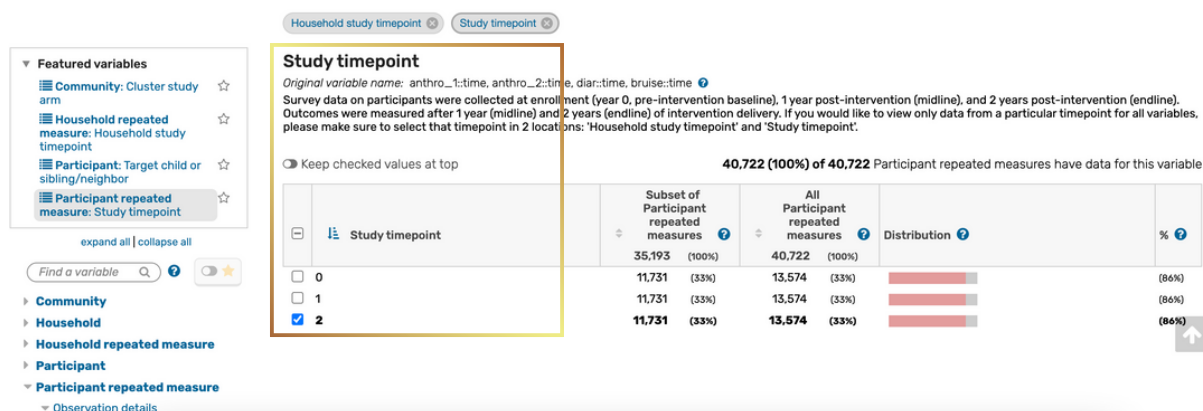 Household study timepoint
Study timepoint
Featured variables
Community: Cluster study
arm
Household repeated
measure: Household study
timepoint
Participant: Target child or
sibling/neighbor
Participant repeated
measure: Study timepoint
expand all | collapse all
Find a variable
Community
Household
Household repeated measure
Participant
Participant repeated measure
Observation details
Study timepoint
Original variable name: anthro_1::time, anthro_2::time, diar::time, bruise::time
Survey data on participants were collected at enrollment (year 0, pre-intervention baseline), 1 year post-intervention (midline), and 2 years post-intervention (endline).
Outcomes were measured after 1 year (midline) and 2 years (endline) of intervention delivery. If you would like to view only data from a particular timepoint for all variables,
please make sure to select that timepoint in 2 locations: 'Household study timepoint' and 'Study timepoint'.
Keep checked values at top
40,722 (100%) of 40,722 Participant repeated measures have data for this variable
Study timepoint
Subset of
Participant
repeated
measures
35,193 (100%)
All
Participant
repeated
measures
40,722 (100%)
Distribution
%
0 11,731 (33%) 13,574 (33%) (86%)
1 11,731 (33%) 13,574 (33%) (86%)
2 11,731 (33%) 13,574 (33%) (86%)